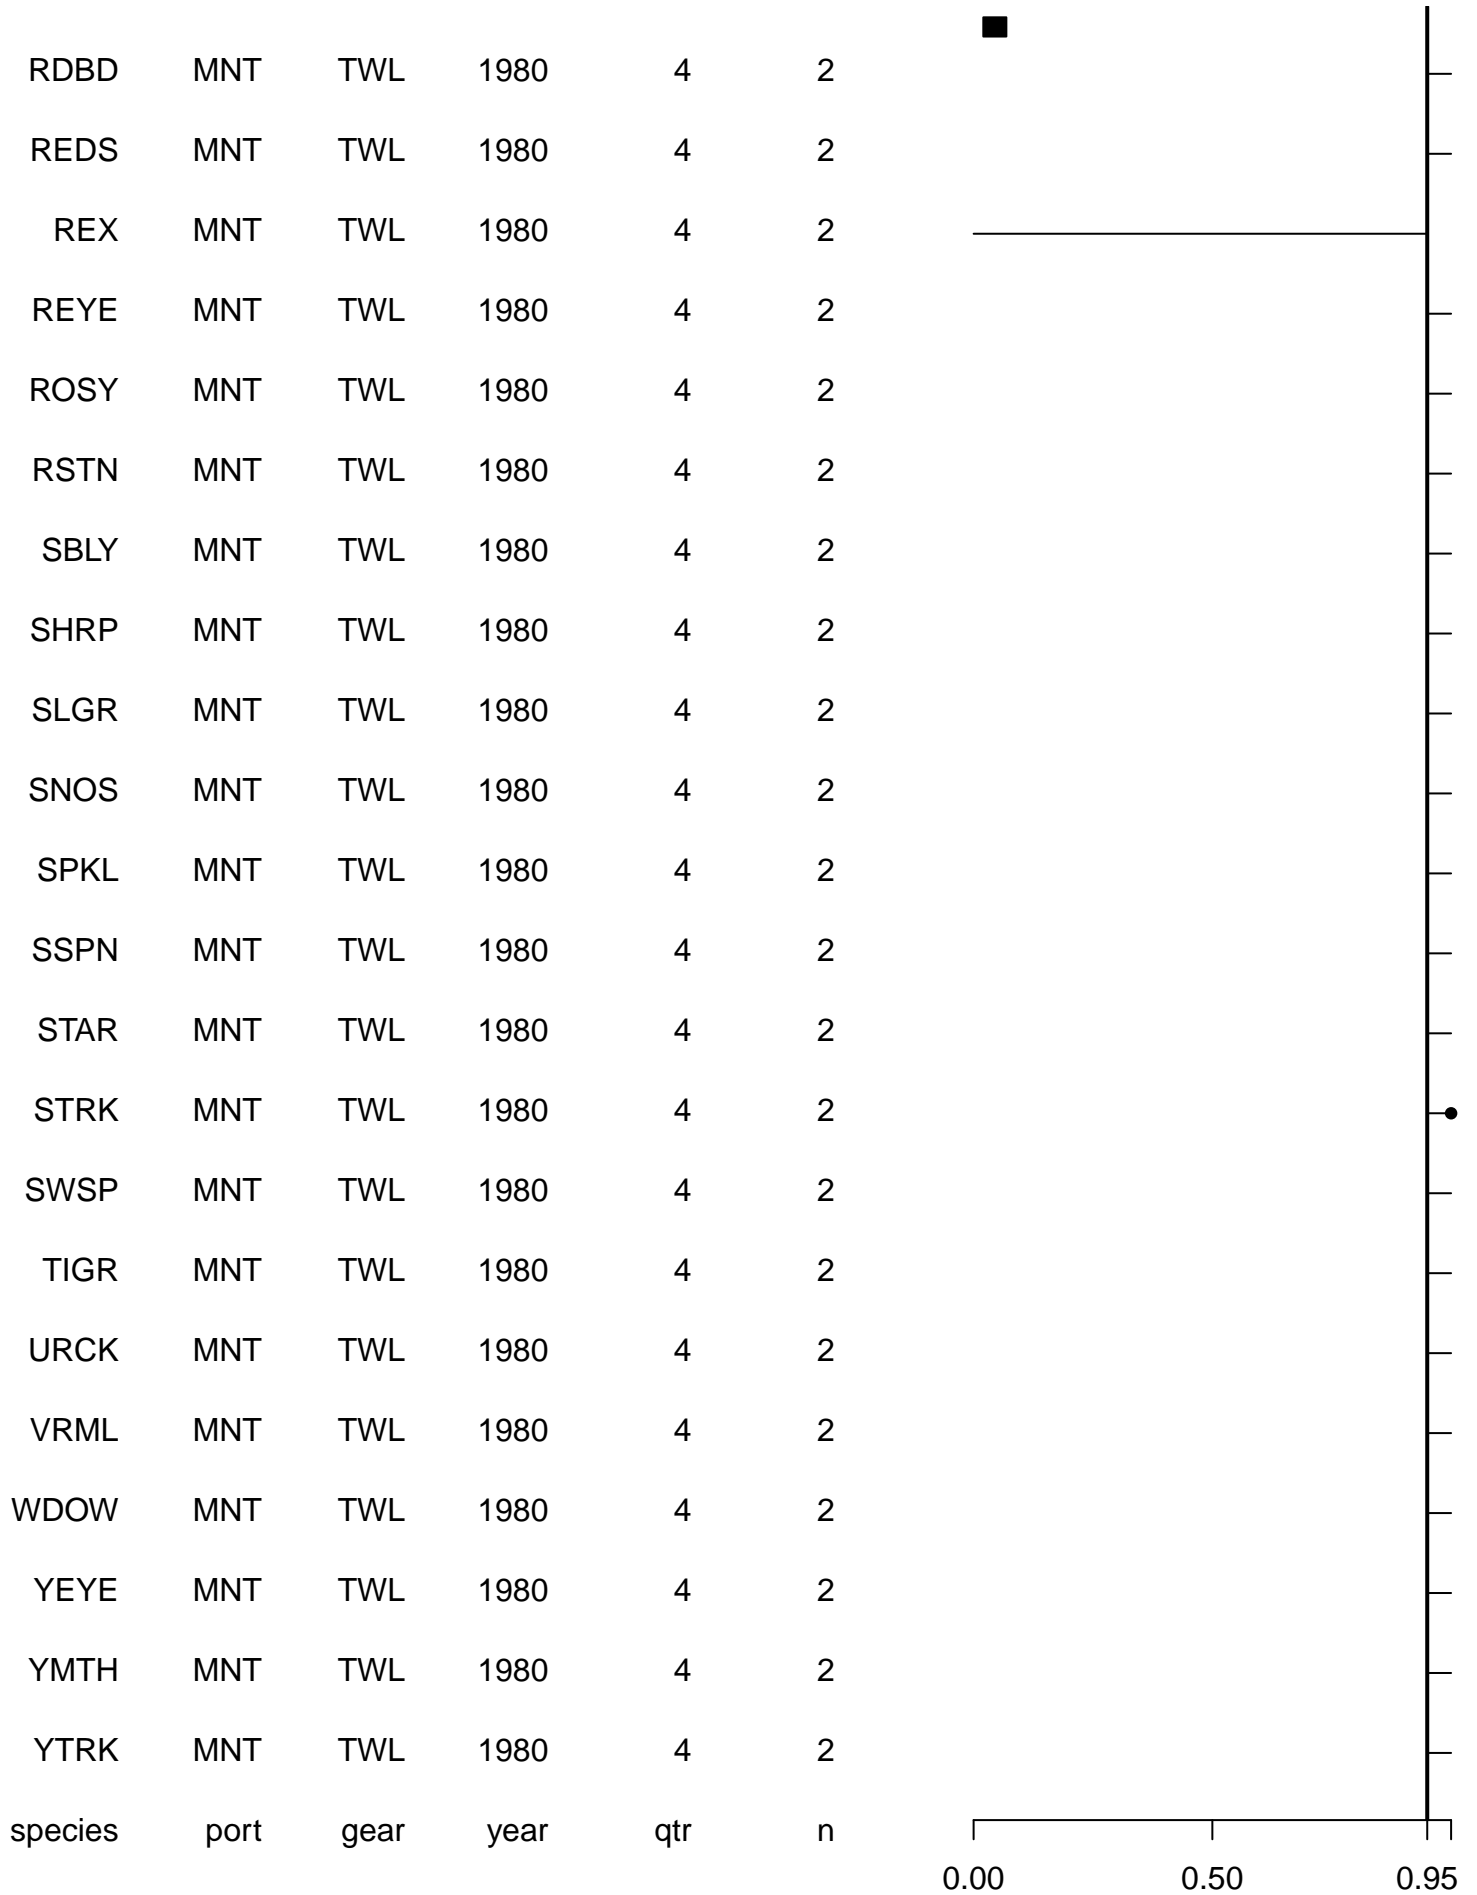 RDBD MNT TWL 1980 4 2
REDS MNT TWL 1980 4 2
REX MNT TWL 1980 4 2
REYE MNT TWL 1980 4 2
ROSY MNT TWL 1980 4 2
RSTN MNT TWL 1980 4 2
SBLY MNT TWL 1980 4 2
SHRP MNT TWL 1980 4 2
SLGR MNT TWL 1980 4 2
SNOS MNT TWL 1980 4 2
SPKL MNT TWL 1980 4 2
SSPN MNT TWL 1980 4 2
STAR MNT TWL 1980 4 2
STRK MNT TWL 1980 4 2
SWSP MNT TWL 1980 4 2
TIGR MNT TWL 1980 4 2
URCK MNT TWL 1980 4 2
VRML MNT TWL 1980 4 2
WDOW MNT TWL 1980 4 2
YEYE MNT TWL 1980 4 2
YMTH MNT TWL 1980 4 2
YTRK MNT TWL 1980 4 2
species port gear year qtr n
0.00 0.50 0.95